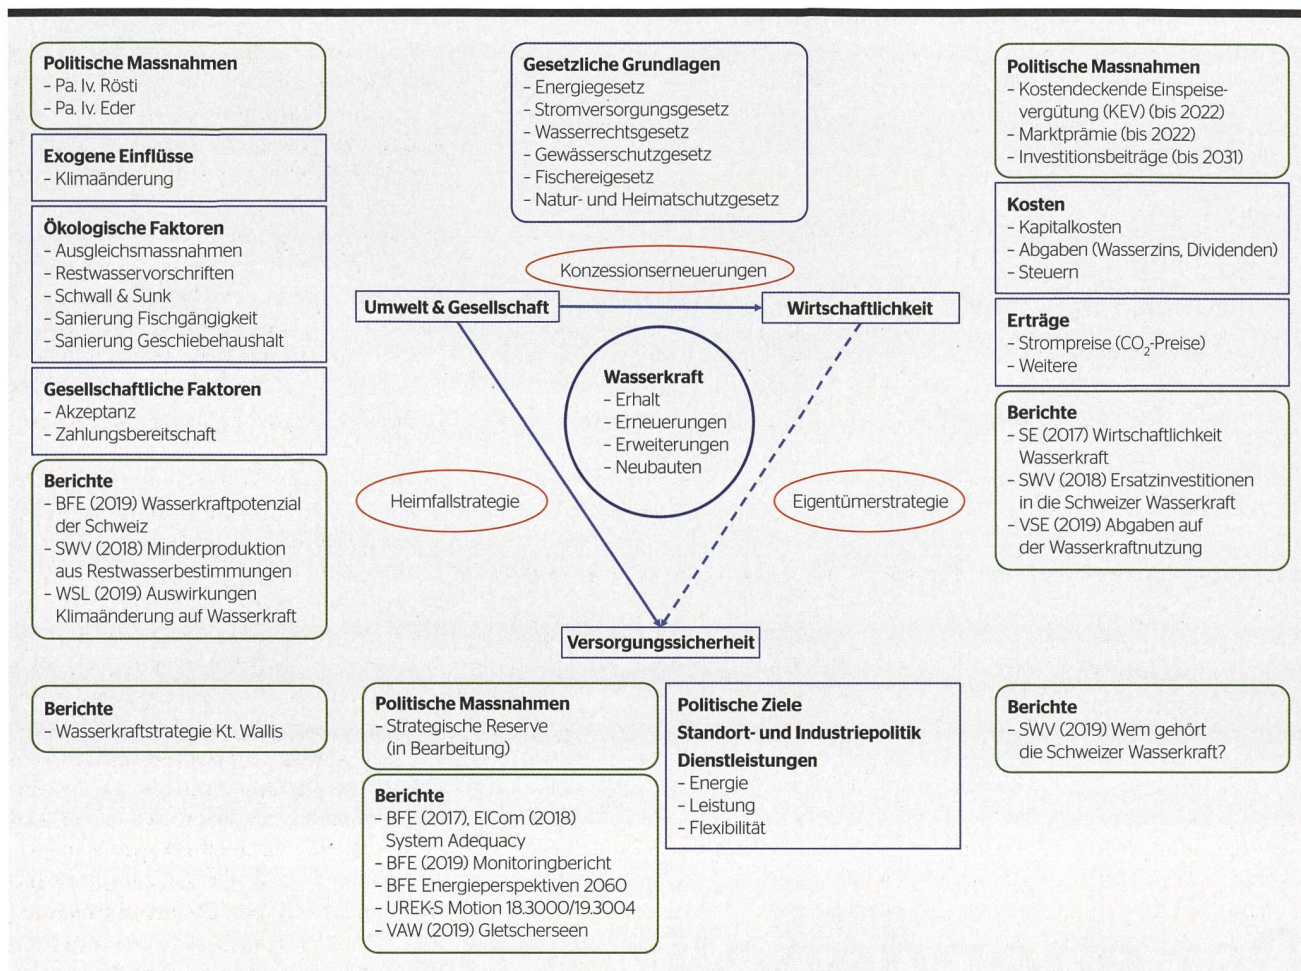 Politische Massnahmen
– Pa. Iv. Rösti
– Pa. Iv. Eder
Exogene Einflüsse
– Klimaänderung
Ökologische Faktoren
– Ausgleichsmassnahmen
– Restwasservorschriften
– Schwall & Sunk
– Sanierung Fischgängigkeit
– Sanierung Geschiebehaushalt
Gesellschaftliche Faktoren
– Akzeptanz
– Zahlungsbereitschaft
Berichte
– BFE (2019) Wasserkraftpotenzial
der Schweiz
– SWV (2018) Minderproduktion
aus Restwasserbestimmungen
– WSL (2019) Auswirkungen
Klimaänderung auf Wasserkraft
Berichte
– Wasserkraftstrategie Kt. Wallis
Gesetzliche Grundlagen
– Energiegesetz
– Stromversorgungsgesetz
– Wasserrechtsgesetz
– Gewässerschutzgesetz
– Fischereigesetz
– Natur- und Heimatschutzgesetz
Konzessionserneuerungen
Umwelt & Gesellschaft
Wirtschaftlichkeit
Wasserkraft
– Erhalt
– Erneuerungen
– Erweiterungen
– Neubauten
Heimfallstrategie
Eigentümerstrategie
Versorgungssicherheit
Politische Massnahmen
– Strategische Reserve
(in Bearbeitung)
Berichte
– BFE (2017), ElCom (2018)
System Adequacy
– BFE (2019) Monitoringbericht
– BFE Energieperspektiven 2060
– UREK-S Motion 18.3000/19.3004
– VAW (2019) Gletscherseen
Politische Ziele
Standort- und Industriepolitik
Dienstleistungen
– Energie
– Leistung
– Flexibilität
Politische Massnahmen
– Kostendeckende Einspeise-
vergütung (KEV) (bis 2022)
– Marktprämie (bis 2022)
– Investitionsbeiträge (bis 2031)
Kosten
– Kapitalkosten
– Abgaben (Wasserzins, Dividenden)
– Steuern
Erträge
– Strompreise (CO₂-Preise)
– Weitere
Berichte
– SE (2017) Wirtschaftlichkeit
Wasserkraft
– SWV (2018) Ersatzinvestitionen
in die Schweizer Wasserkraft
– VSE (2019) Abgaben auf
der Wasserkraftnutzung
Berichte
– SWV (2019) Wem gehört
die Schweizer Wasserkraft?